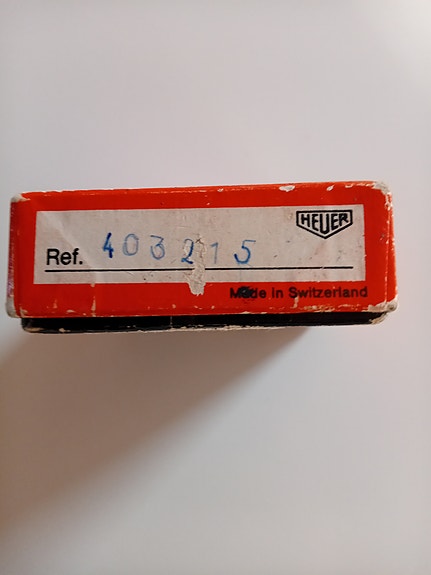 HEUER
Ref. 403215
Made in Switzerland